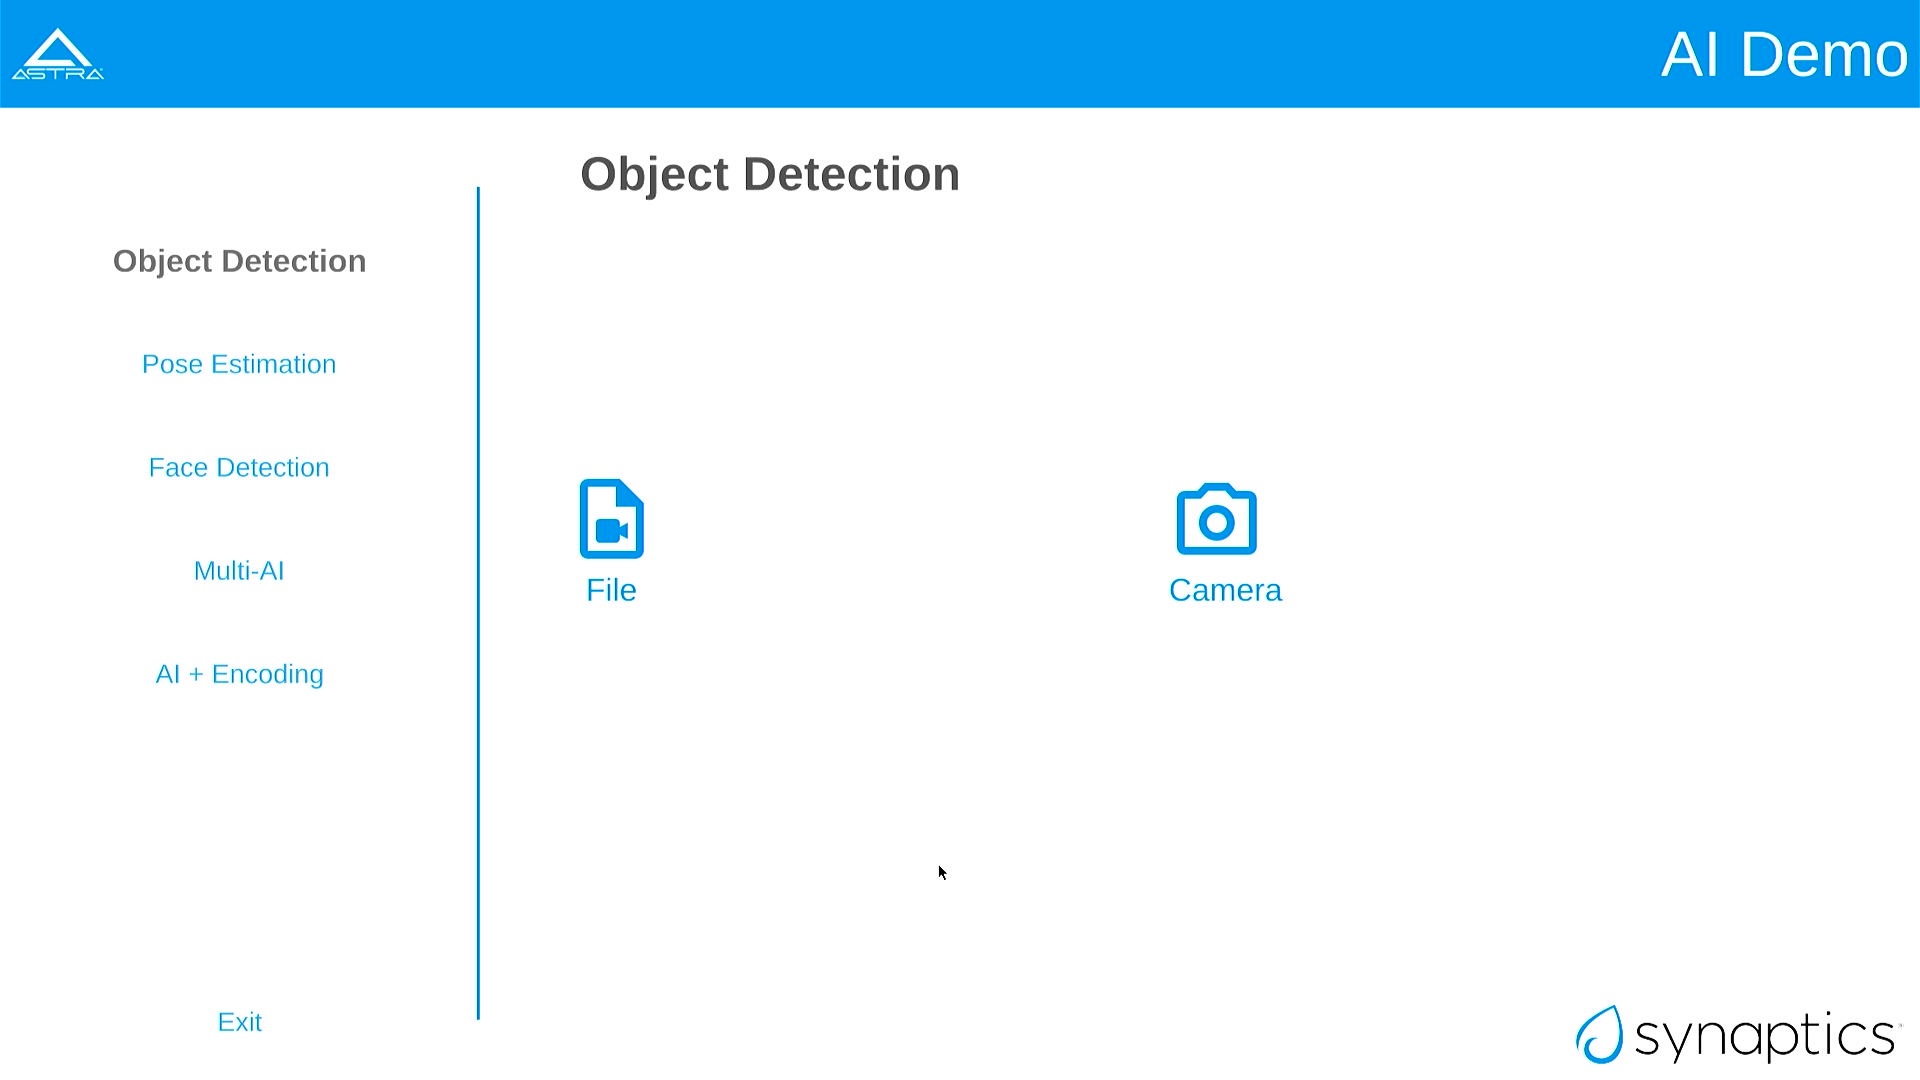 ASTRA
AI Demo
Object Detection
Object Detection
Pose Estimation
Face Detection
Multi-AI
AI + Encoding
File
Camera
Exit
synaptics